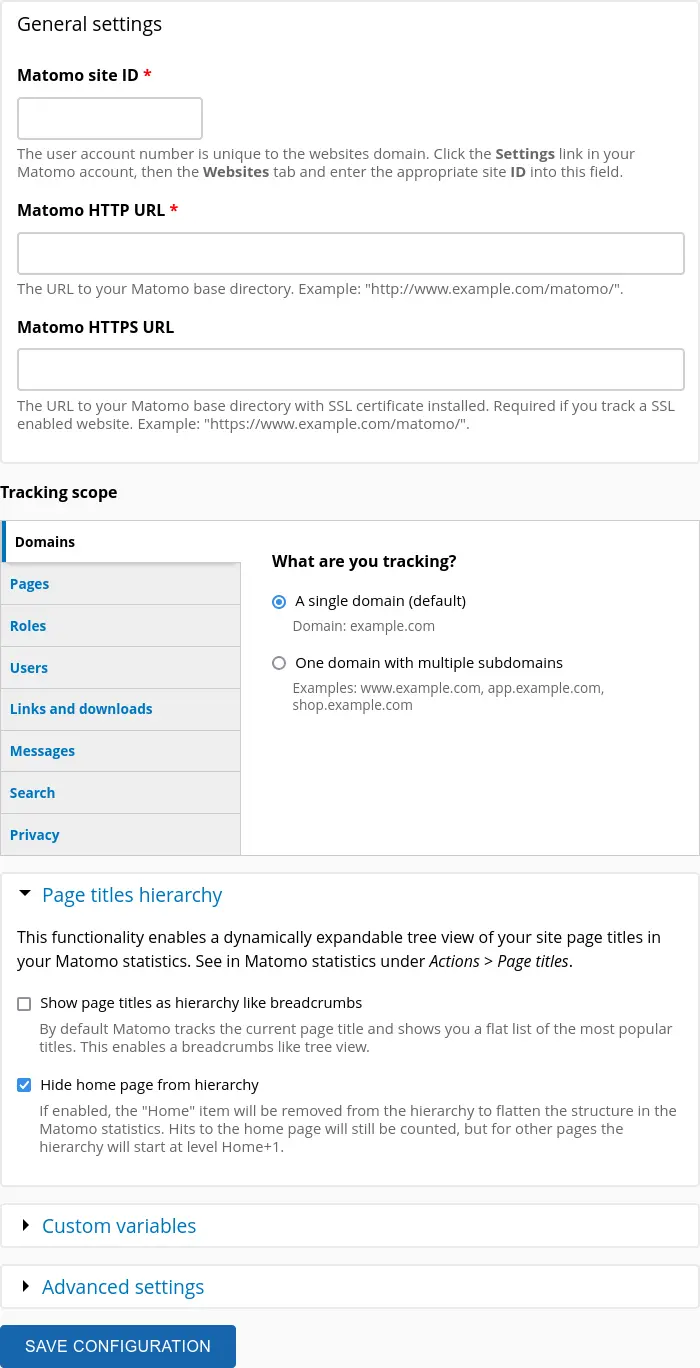 General settings
Matomo site ID *
The user account number is unique to the websites domain. Click the Settings link in your
Matomo account, then the Websites tab and enter the appropriate site ID into this field.
Matomo HTTP URL *
The URL to your Matomo base directory. Example: "http://www.example.com/matomo/".
Matomo HTTPS URL
The URL to your Matomo base directory with SSL certificate installed. Required if you track a SSL
enabled website. Example: "https://www.example.com/matomo/".
Tracking scope
Domains
Pages
Roles
Users
Links and downloads
Messages
Search
Privacy
What are you tracking?
A single domain (default)
Domain: example.com
One domain with multiple subdomains
Examples: www.example.com, app.example.com,
shop.example.com
Page titles hierarchy
This functionality enables a dynamically expandable tree view of your site page titles in
your Matomo statistics. See in Matomo statistics under Actions > Page titles.
Show page titles as hierarchy like breadcrumbs
By default Matomo tracks the current page title and shows you a flat list of the most popular
titles. This enables a breadcrumbs like tree view.
Hide home page from hierarchy
If enabled, the "Home" item will be removed from the hierarchy to flatten the structure in the
Matomo statistics. Hits to the home page will still be counted, but for other pages the
hierarchy will start at level Home+1.
Custom variables
Advanced settings
SAVE CONFIGURATION